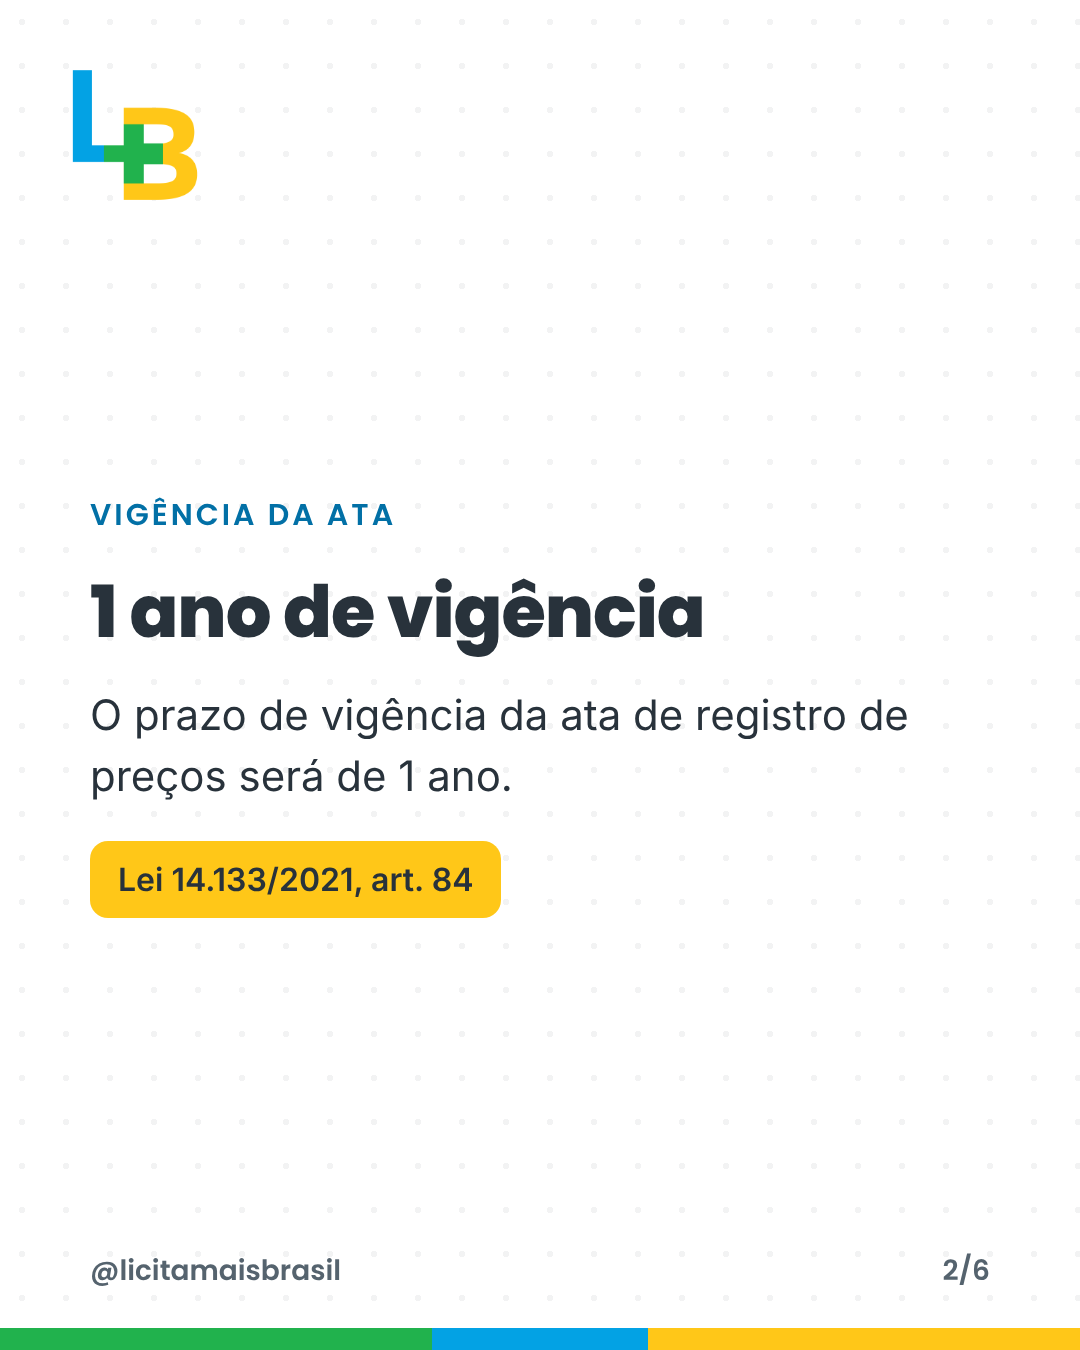 L+B
VIGÊNCIA DA ATA
1 ano de vigência
O prazo de vigência da ata de registro de
preços será de 1 ano.
Lei 14.133/2021, art. 84
@licitamaisbrasil
2/6